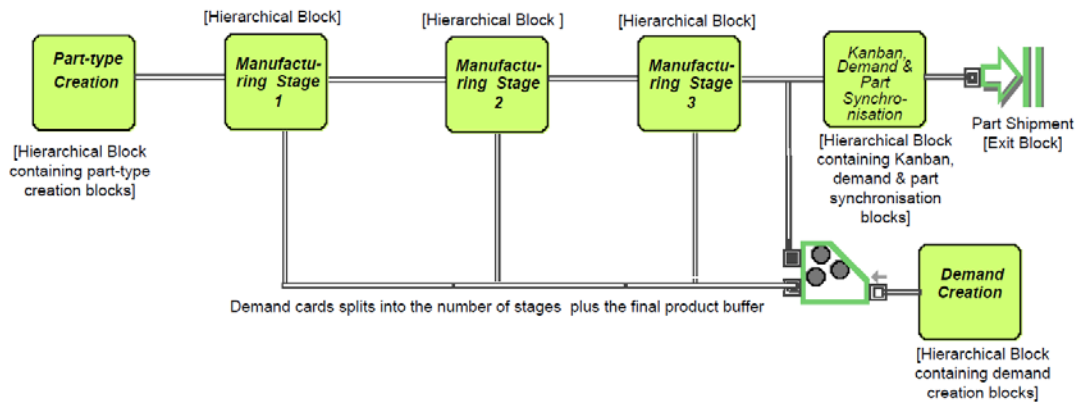 [Hierarchical Block]
[Hierarchical Block ]
[Hierarchical Block]
Part-type
Creation
Manufactu-
ring Stage
1
Manufactu-
ring Stage
2
Manufactu-
ring Stage
3
Kanban,
Demand &
Part
Synchro-
nisation
Part Shipment
[Exit Block]
[Hierarchical Block
containing part-type
creation blocks]
[Hierarchical Block
containing Kanban,
demand & part
synchronisation
blocks]
Demand cards splits into the number of stages plus the final product buffer
Demand
Creation
[Hierarchical Block
containing demand
creation blocks]